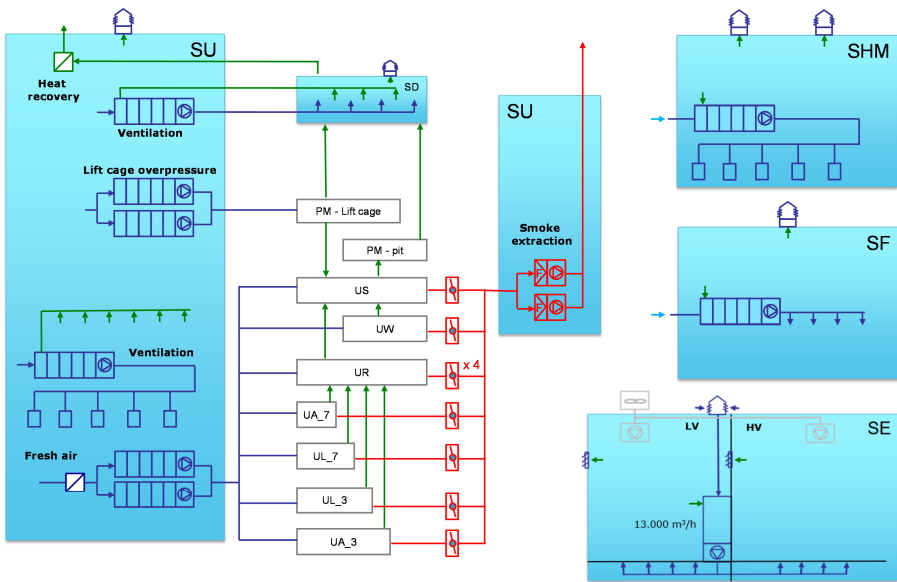 SU
Heat
recovery
Ventilation
SD
Lift cage overpressure
PM - Lift cage
PM - pit
US
UW
UR
x 4
UA_7
UL_7
UL_3
UA_3
Ventilation
Fresh air
SU
Smoke
extraction
F
F
SHM
SF
SE
LV
HV
13.000 m³/h